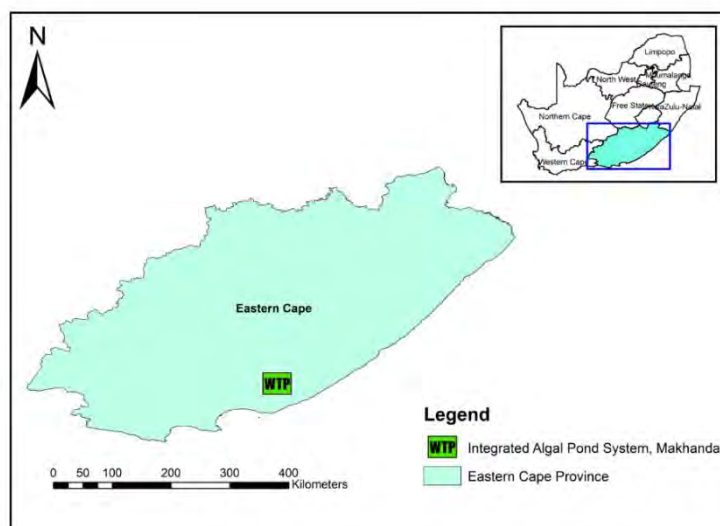 N
Limpopo
North West
Mpumalanga
Gauteng
Free State
KwaZulu-Natal
Northern Cape
Western Cape
Eastern Cape
WTP
Legend
WTP Integrated Algal Pond System, Makhanda
Eastern Cape Province
0 50 100 200 300 400
Kilometers